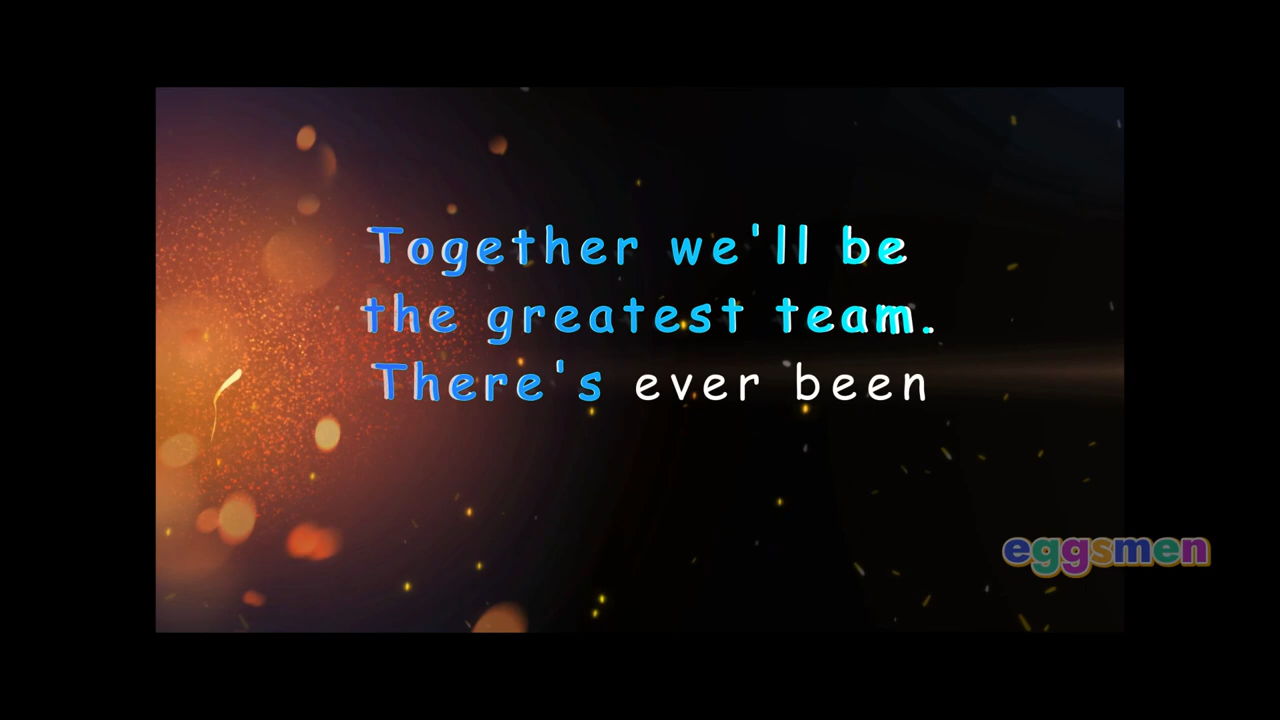 Together we'll be
the greatest team.
There's ever been
eggsmen